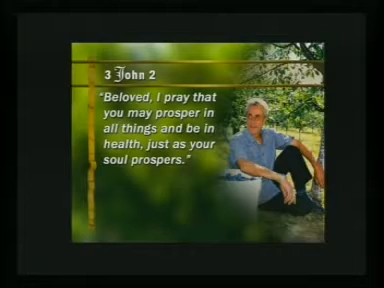 3 John 2
"Beloved, I pray that
you may prosper in
all things and be in
health, just as your
soul prospers."